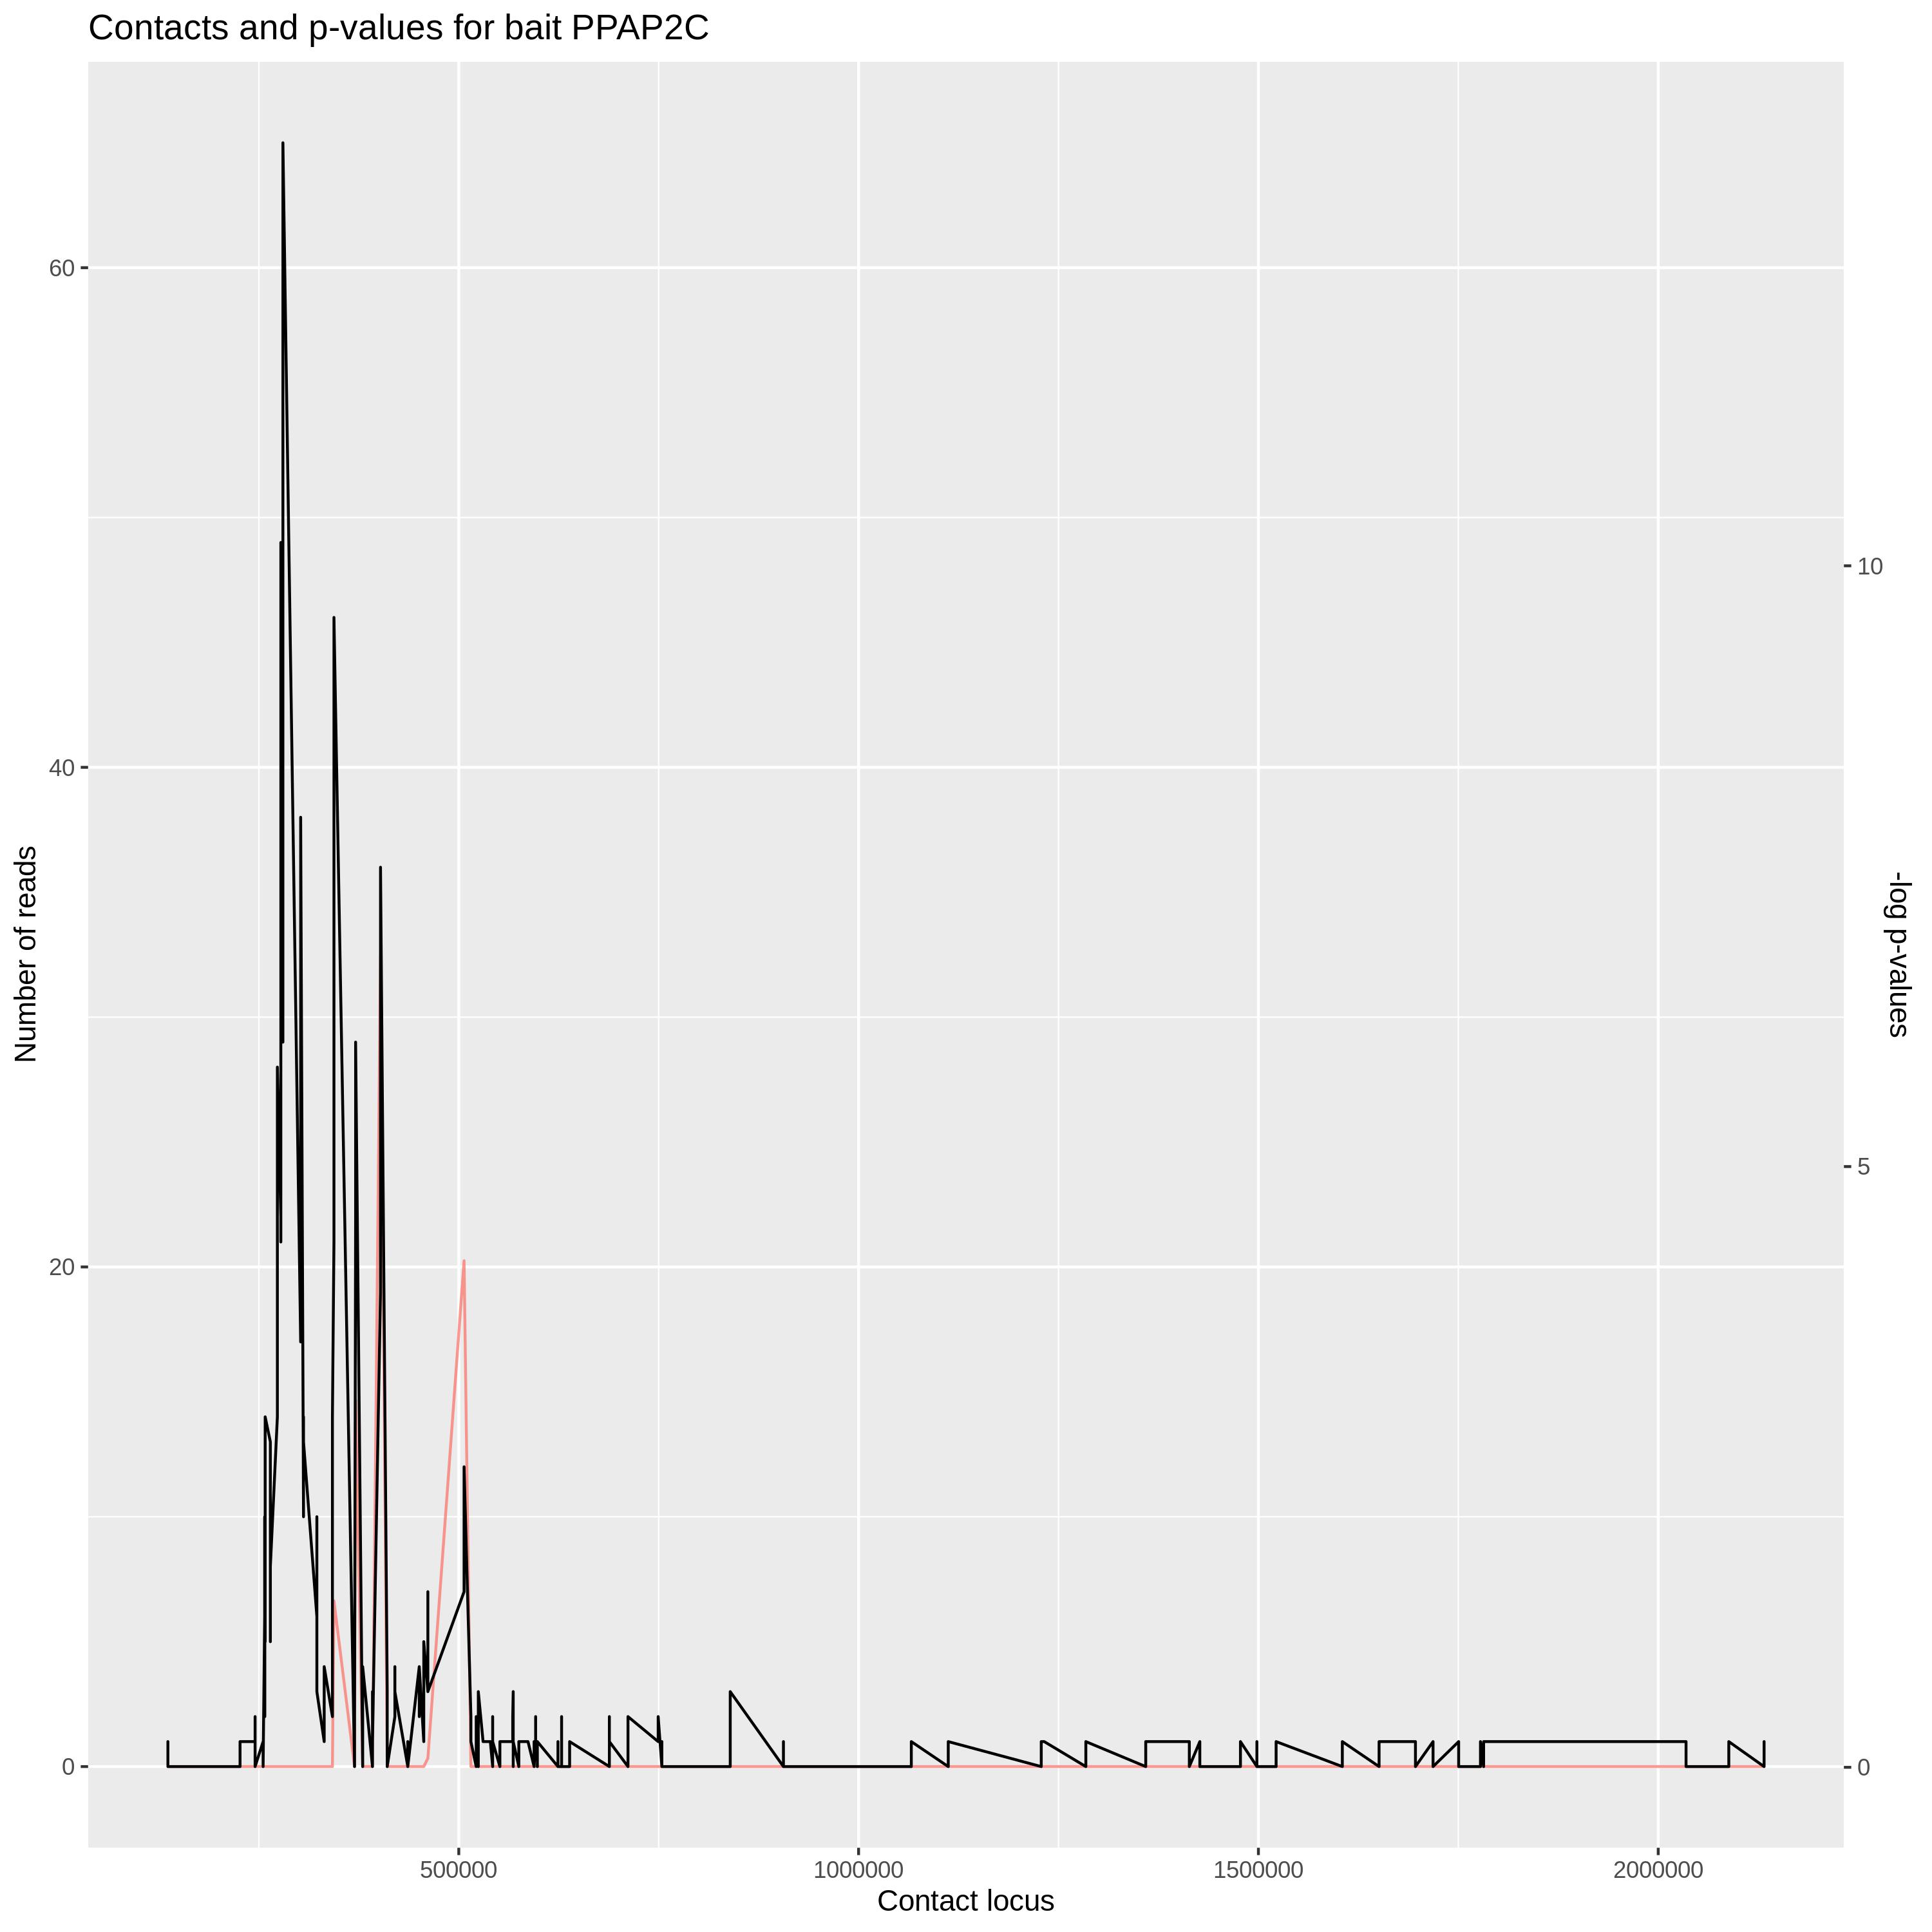 Contacts and p-values for bait PPAP2C
60
40
20
0
Number of reads
10
5
0
-log p-values
500000
1000000
1500000
2000000
Contact locus